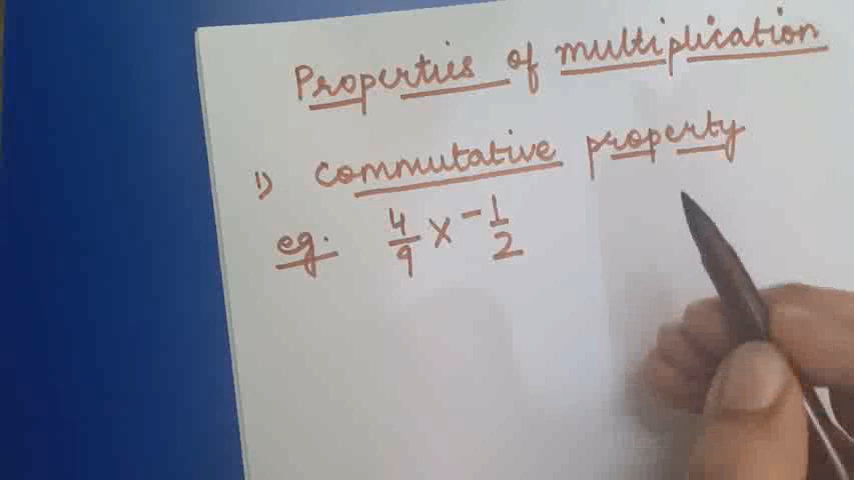 Properties of multiplication
1) Commutative property
eg. 4/9 × -1/2